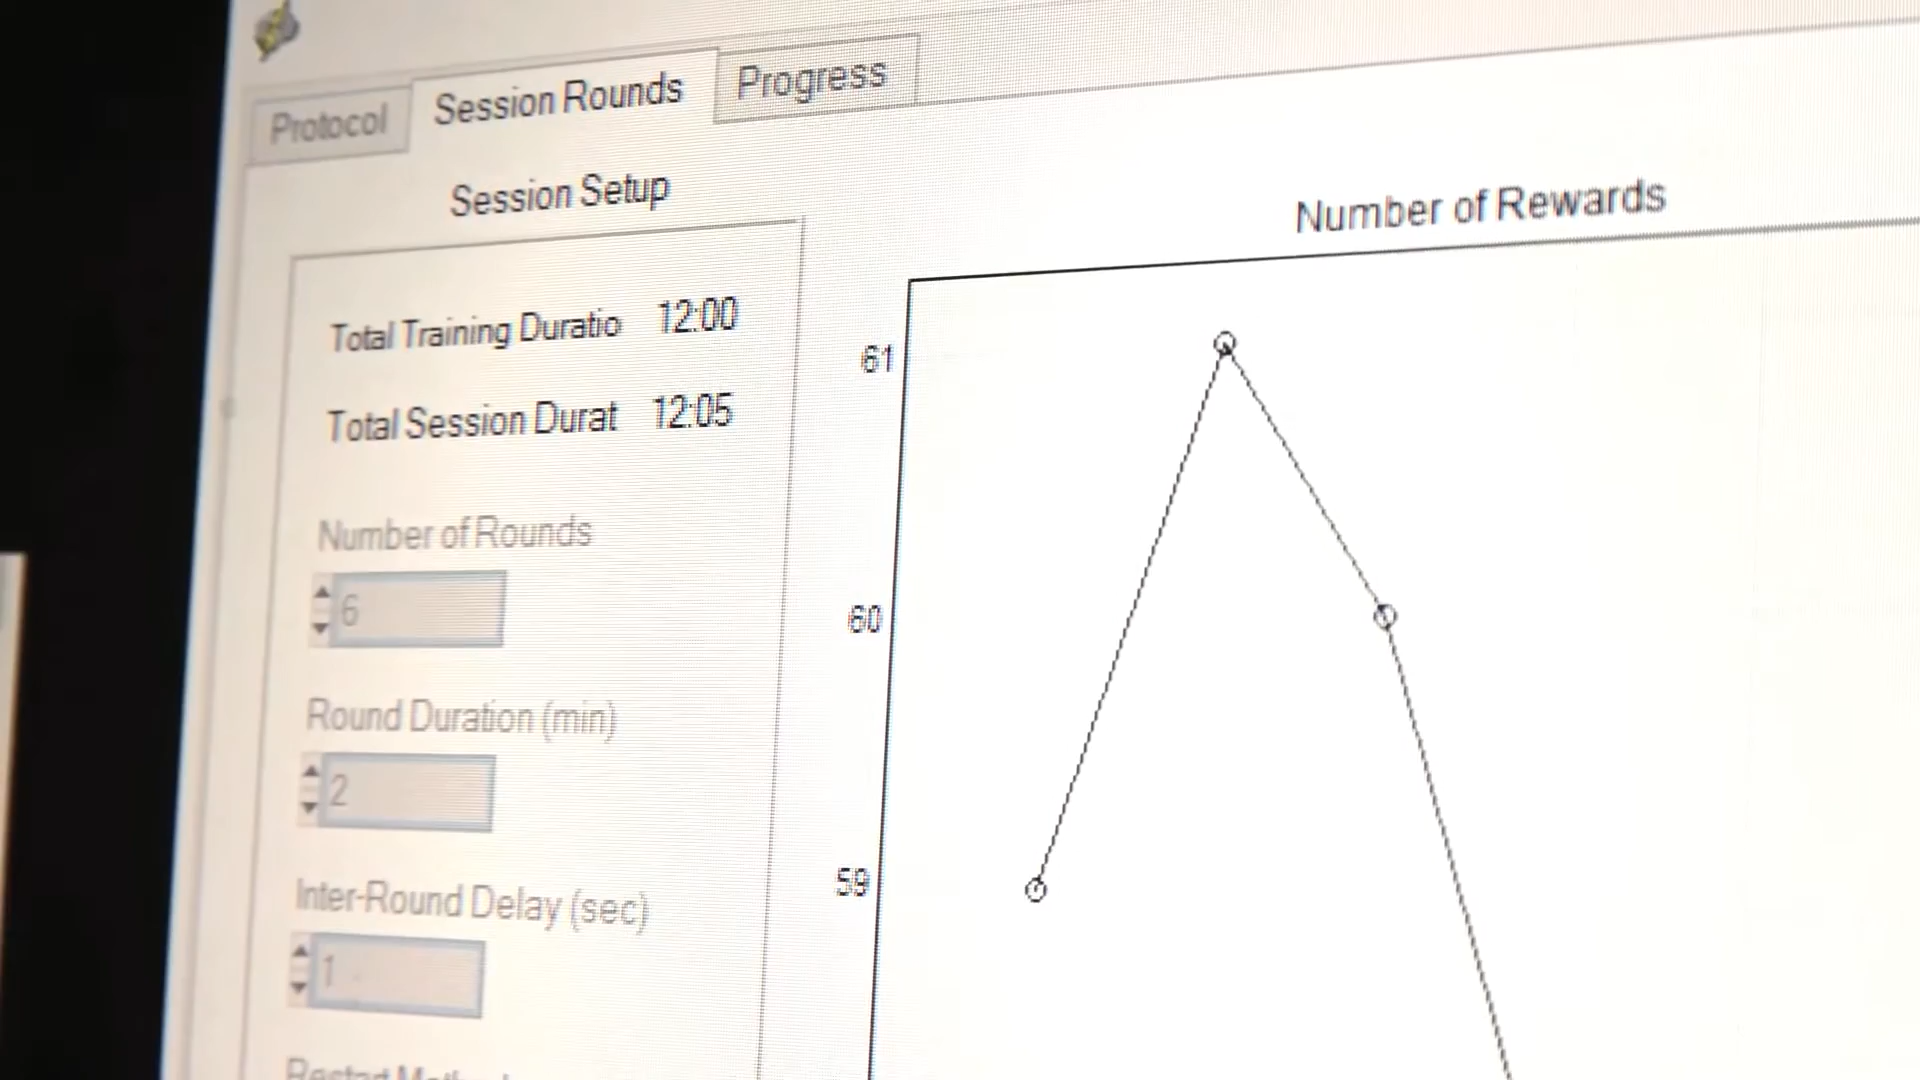 Protocol
Session Rounds
Progress
Session Setup
Total Training Duratio 12:00
Total Session Durat 12:05
Number of Rounds
6
Round Duration (min)
2
Inter-Round Delay (sec)
1
Number of Rewards
61
60
59